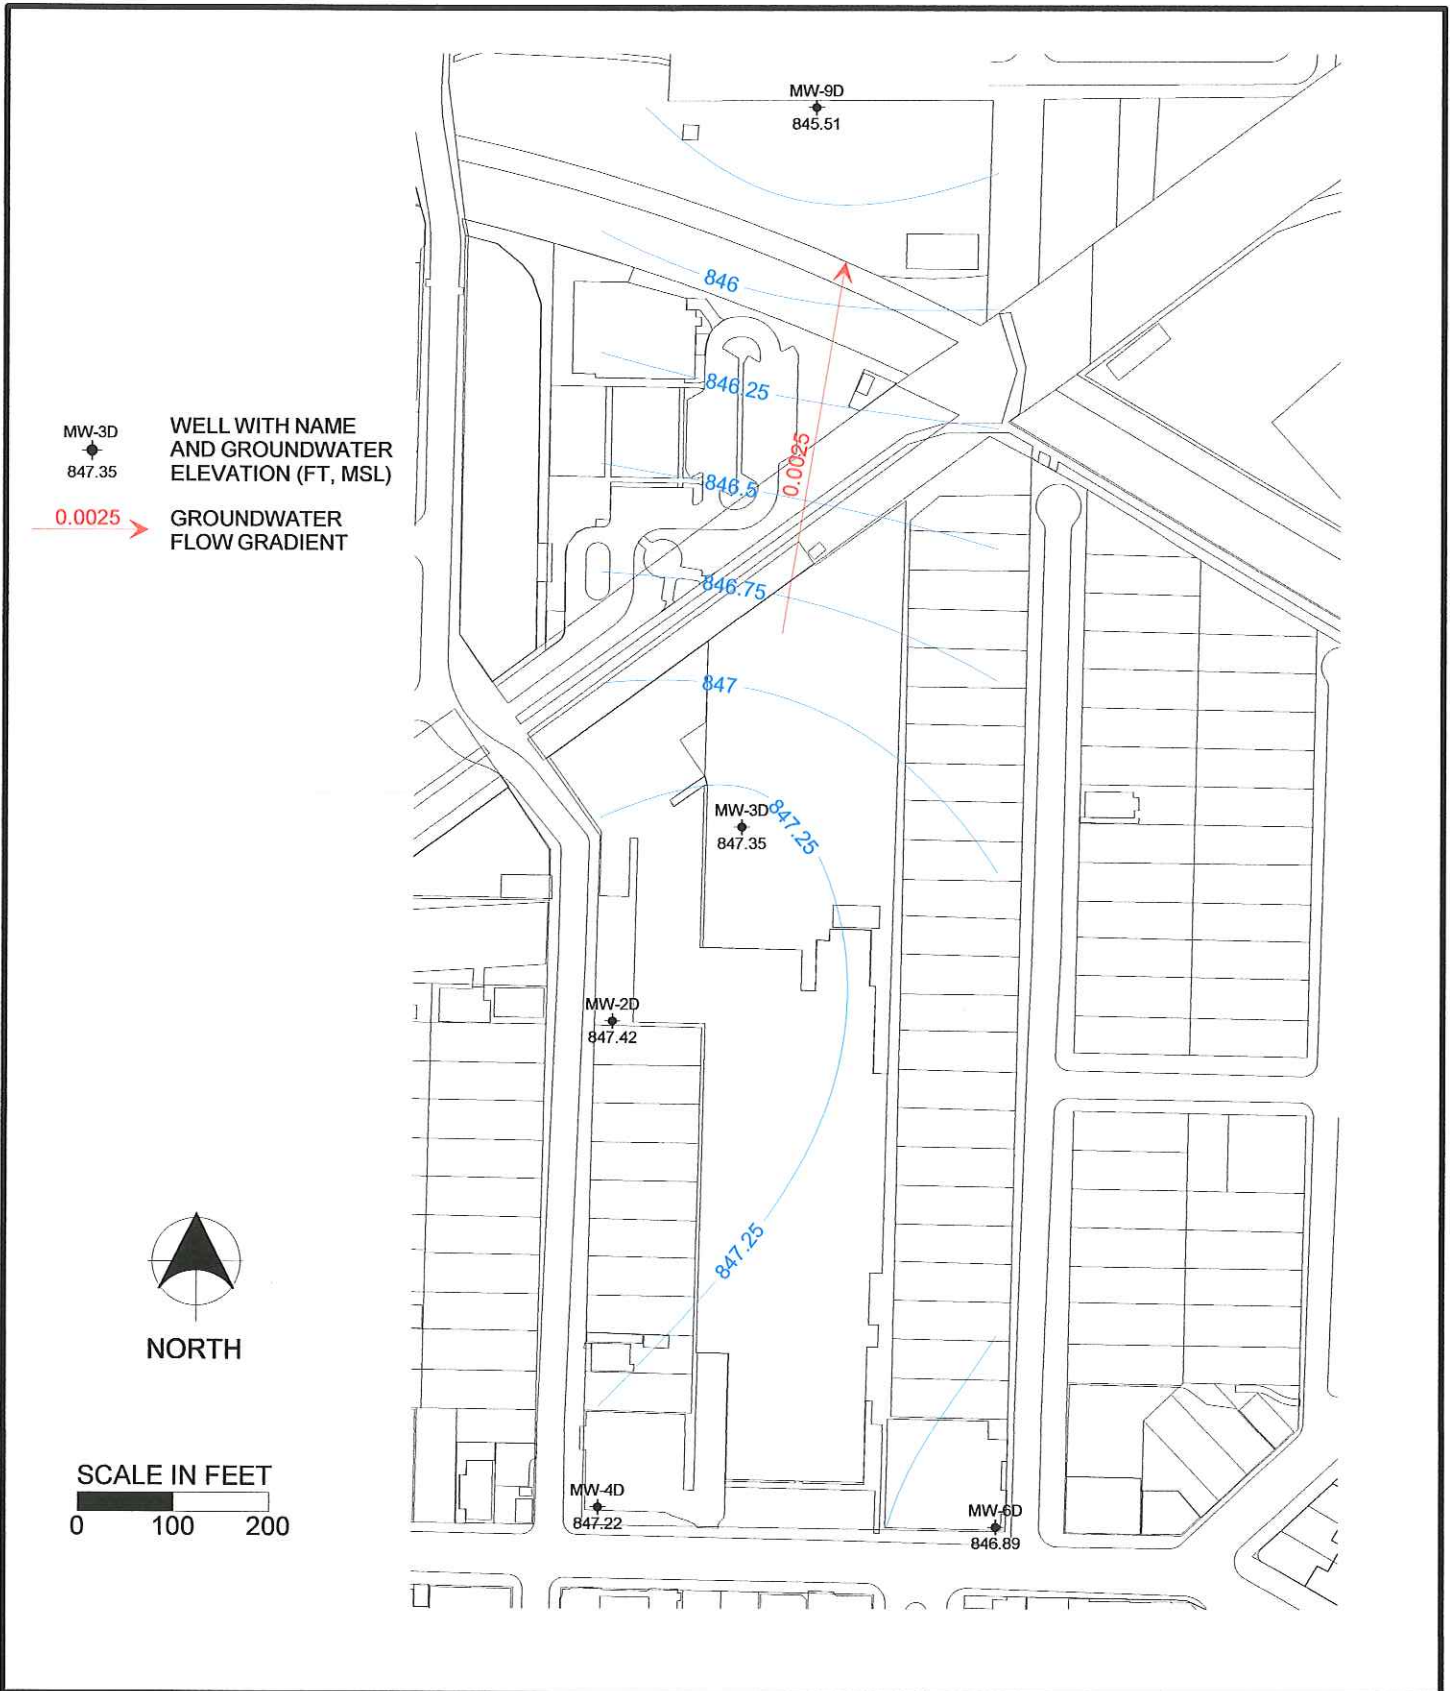 MW-9D
845.51
846
846.25
MW-3D
847.35
WELL WITH NAME
AND GROUNDWATER
ELEVATION (FT, MSL)
0.0025
GROUNDWATER
FLOW GRADIENT
0.0025
846.5
846.75
847
MW-3D
847.35
847.25
MW-2D
847.42
847.25
NORTH
SCALE IN FEET
0 100 200
MW-4D
847.22
MW-6D
846.89